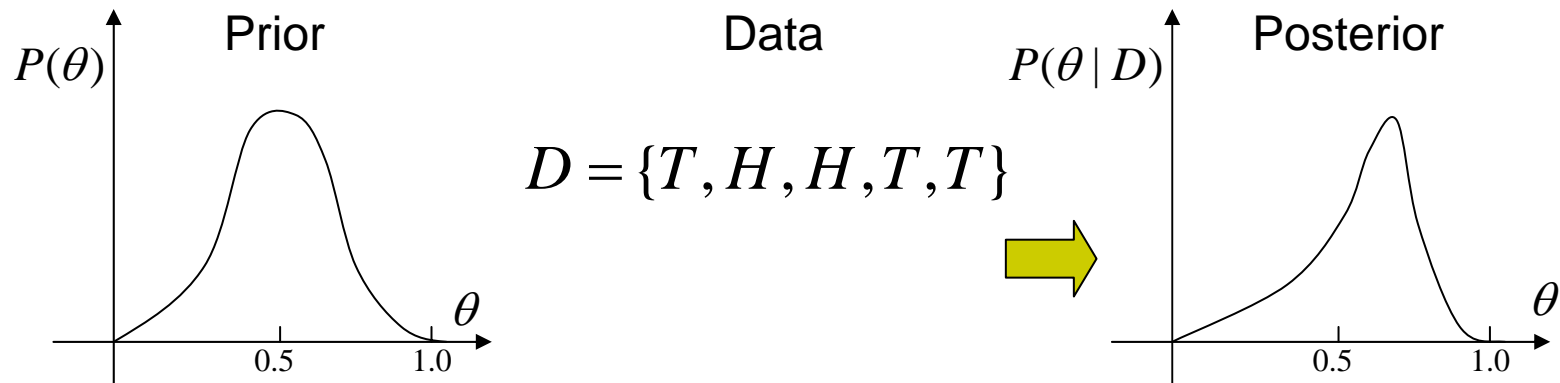 Prior
P(θ)
θ
0.5 1.0
Data
D = {T, H, H, T, T}
Posterior
P(θ | D)
θ
0.5 1.0